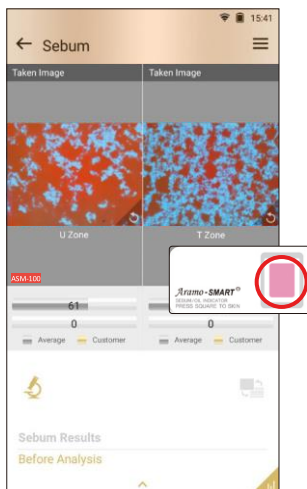 15:41
Sebum
Taken Image
Taken Image
U Zone
T Zone
ASM-100
Aramo-SMART®
SEBUM/OIL INDICATOR
PRESS SQUARE TO SKIN
61
0
0
Average
Customer
Average
Customer
Sebum Results
Before Analysis